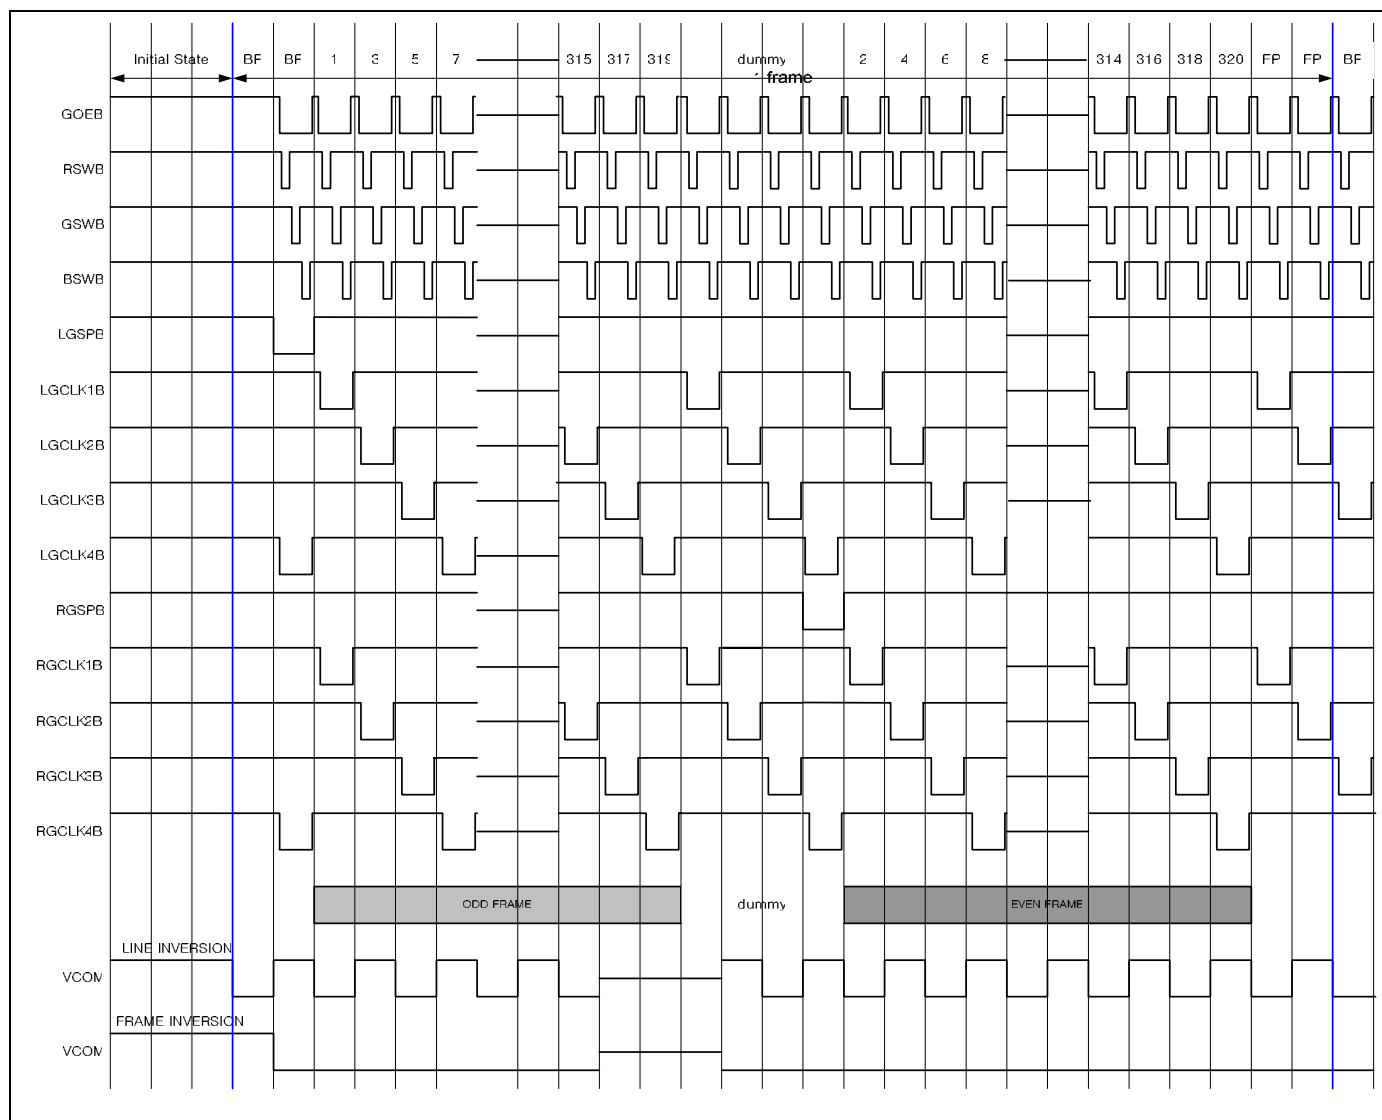 Initial State BF BF 1 3 5 7 315 317 319 dummy 2 4 6 8 314 316 318 320 FP FP BF
frame
GOEB
RSWB
GSWB
BSWB
LGSPB
LGCLK1B
LGCLK2B
LGCLK3B
LGCLK4B
RGSPB
RGCLK1B
RGCLK2B
RGCLK3B
RGCLK4B
ODD FRAME dummy EVEN FRAME
LINE INVERSION
VCOM
FRAME INVERSION
VCOM